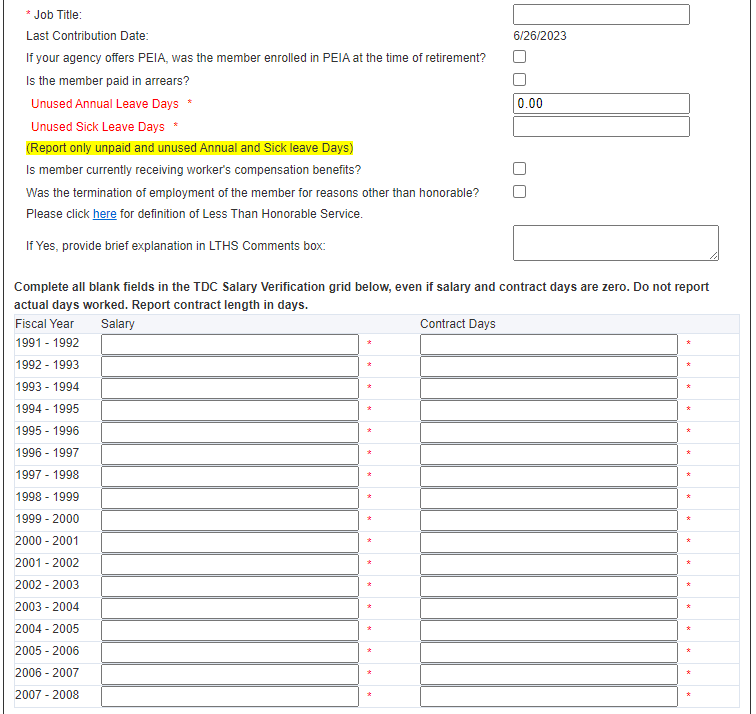 * Job Title:
Last Contribution Date: 6/26/2023
If your agency offers PEIA, was the member enrolled in PEIA at the time of retirement?
Is the member paid in arrears?
Unused Annual Leave Days * 0.00
Unused Sick Leave Days *
(Report only unpaid and unused Annual and Sick leave Days)
Is member currently receiving worker's compensation benefits?
Was the termination of employment of the member for reasons other than honorable?
Please click here for definition of Less Than Honorable Service.
If Yes, provide brief explanation in LTHS Comments box:
Complete all blank fields in the TDC Salary Verification grid below, even if salary and contract days are zero. Do not report
actual days worked. Report contract length in days.
Fiscal Year Salary Contract Days
1991 - 1992 * *
1992 - 1993 * *
1993 - 1994 * *
1994 - 1995 * *
1995 - 1996 * *
1996 - 1997 * *
1997 - 1998 * *
1998 - 1999 * *
1999 - 2000 * *
2000 - 2001 * *
2001 - 2002 * *
2002 - 2003 * *
2003 - 2004 * *
2004 - 2005 * *
2005 - 2006 * *
2006 - 2007 * *
2007 - 2008 * *